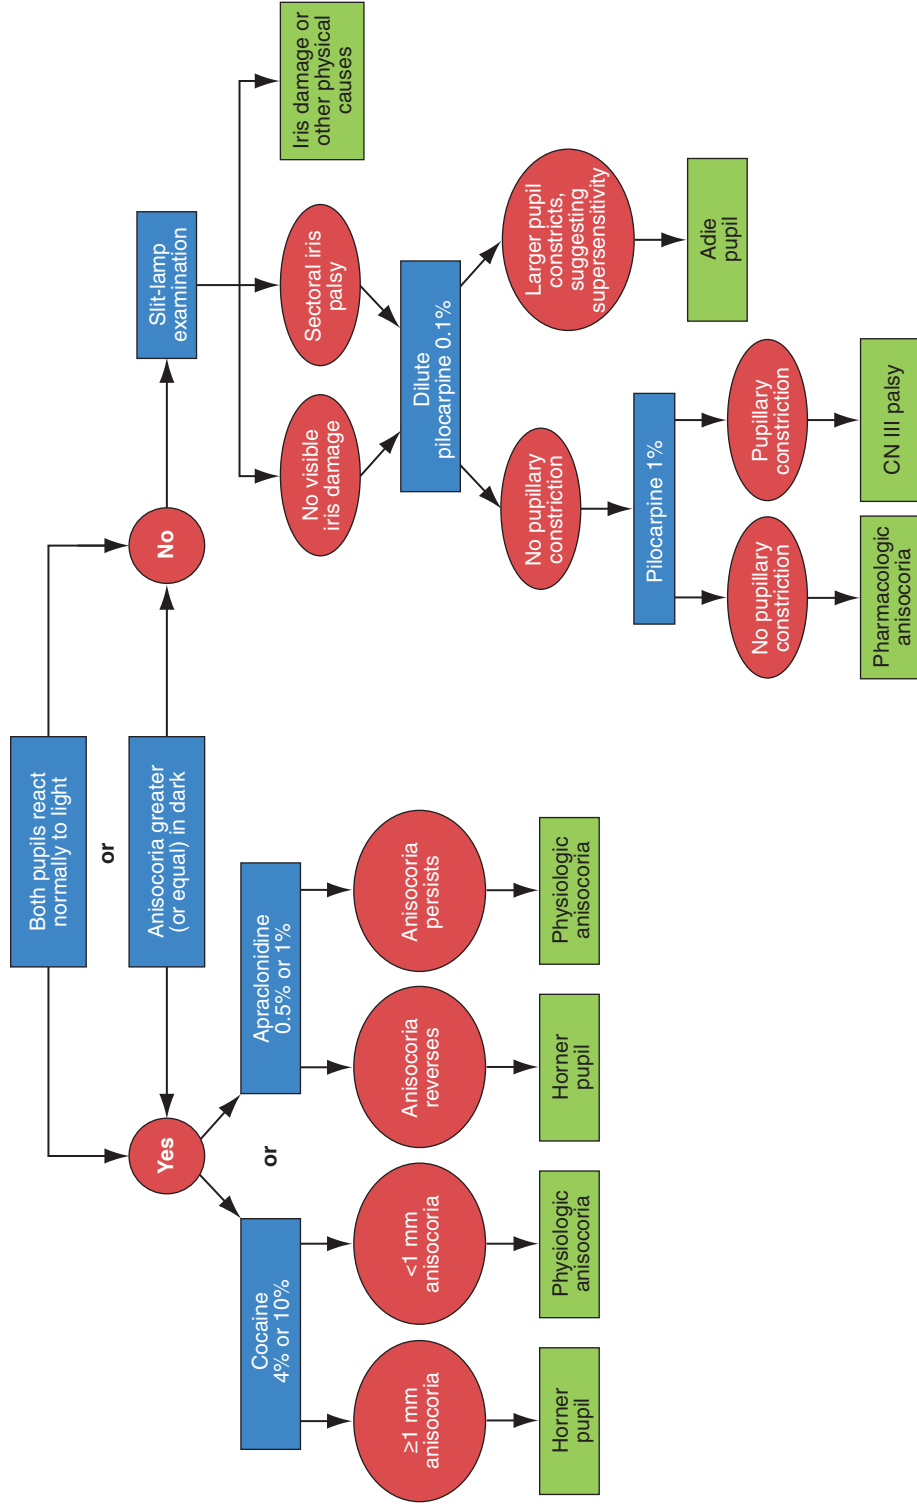 Both pupils react
normally to light
or
Anisocoria greater
(or equal) in dark
Yes
No
Cocaine
4% or 10%
or
Apraclonidine
0.5% or 1%
≥1 mm
anisocoria
<1 mm
anisocoria
Anisocoria
reverses
Anisocoria
persists
Horner
pupil
Physiologic
anisocoria
Horner
pupil
Physiologic
anisocoria
Slit-lamp
examination
No visible
iris damage
Sectoral iris
palsy
Iris damage or
other physical
causes
Dilute
pilocarpine 0.1%
No pupillary
constriction
Larger pupil
constricts,
suggesting
supersensitivity
Pilocarpine 1%
Adie
pupil
No pupillary
constriction
Pupillary
constriction
Pharmacologic
anisocoria
CN III palsy